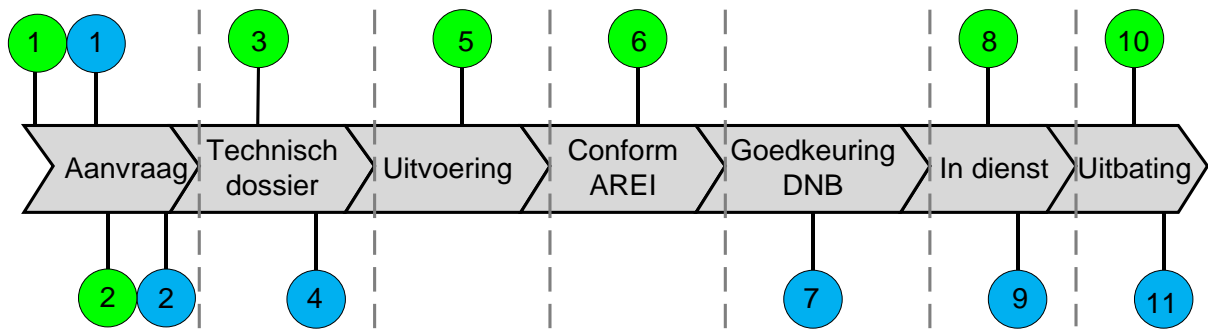 1 1 3 5 6 8 10
Aanvraag
Technisch
dossier
Uitvoering
Conform
AREI
Goedkeuring
DNB
In dienst
Uitbating
2 2 4 7 9 11